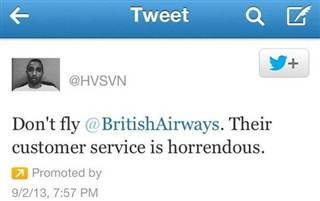 Tweet
@HVSVN
Don't fly @BritishAirways. Their
customer service is horrendous.
Promoted by
9/2/13, 7:57 PM